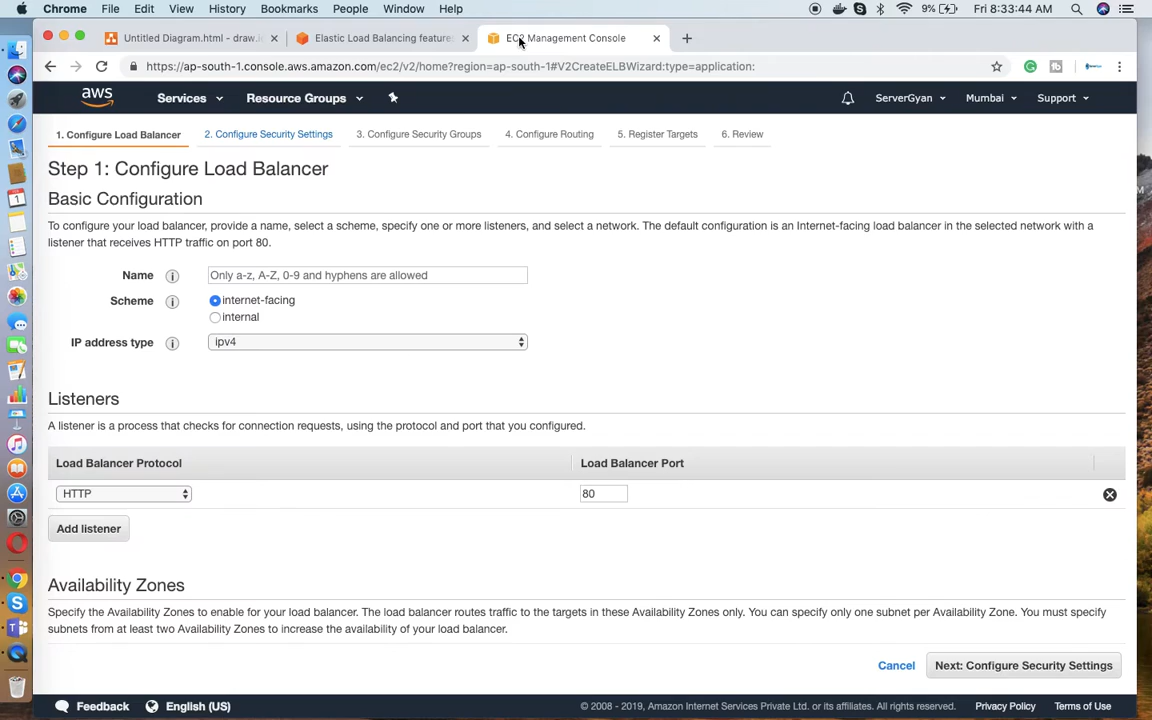 Chrome File Edit View History Bookmarks People Window Help 9% Fri 8:33:44 AM
Untitled Diagram.html - draw. Elastic Load Balancing features EC2 Management Console
https://ap-south-1.console.aws.amazon.com/ec2/v2/home?region=ap-south-1#V2CreateELBWizard:type=application:
aws Services Resource Groups ServerGyan Mumbai Support
1. Configure Load Balancer 2. Configure Security Settings 3. Configure Security Groups 4. Configure Routing 5. Register Targets 6. Review
Step 1: Configure Load Balancer
Basic Configuration
To configure your load balancer, provide a name, select a scheme, specify one or more listeners, and select a network. The default configuration is an Internet-facing load balancer in the selected network with a
listener that receives HTTP traffic on port 80.
Name Only a-z, A-Z, 0-9 and hyphens are allowed
Scheme internet-facing
internal
IP address type ipv4
Listeners
A listener is a process that checks for connection requests, using the protocol and port that you configured.
Load Balancer Protocol Load Balancer Port
HTTP 80
Add listener
Availability Zones
Specify the Availability Zones to enable for your load balancer. The load balancer routes traffic to the targets in these Availability Zones only. You can specify only one subnet per Availability Zone. You must specify
subnets from at least two Availability Zones to increase the availability of your load balancer.
Cancel Next: Configure Security Settings
Feedback English (US) © 2008 - 2019, Amazon Internet Services Private Ltd. or its affiliates. All rights reserved. Privacy Policy Terms of Use